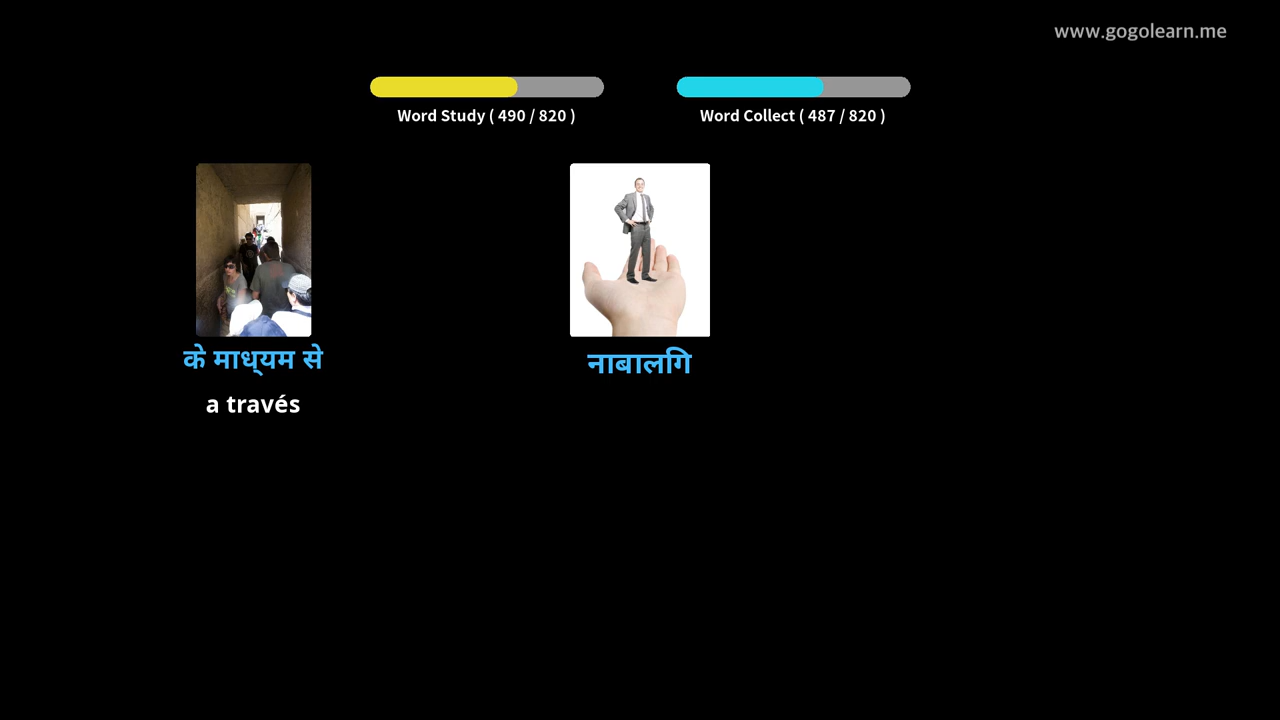 www.gogolearn.me
Word Study ( 490 / 820 )
Word Collect ( 487 / 820 )
के माध्यम से
नाबालगि
a través